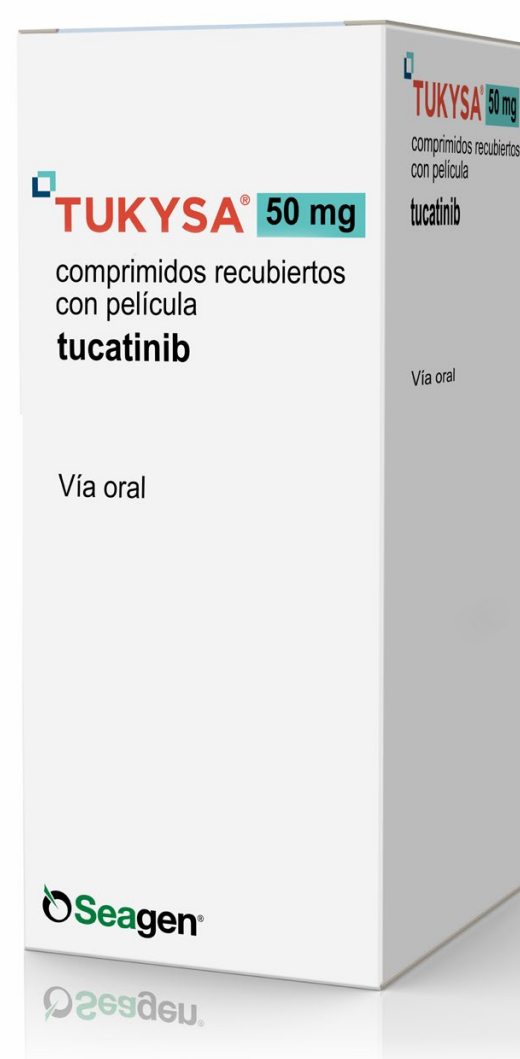 TUKYSA® 50 mg
comprimidos recubiertos
con película
tucatinib
Vía oral
Seagen®
TUKYSA® 50 mg
comprimidos recubiertos
con película
tucatinib
Vía oral